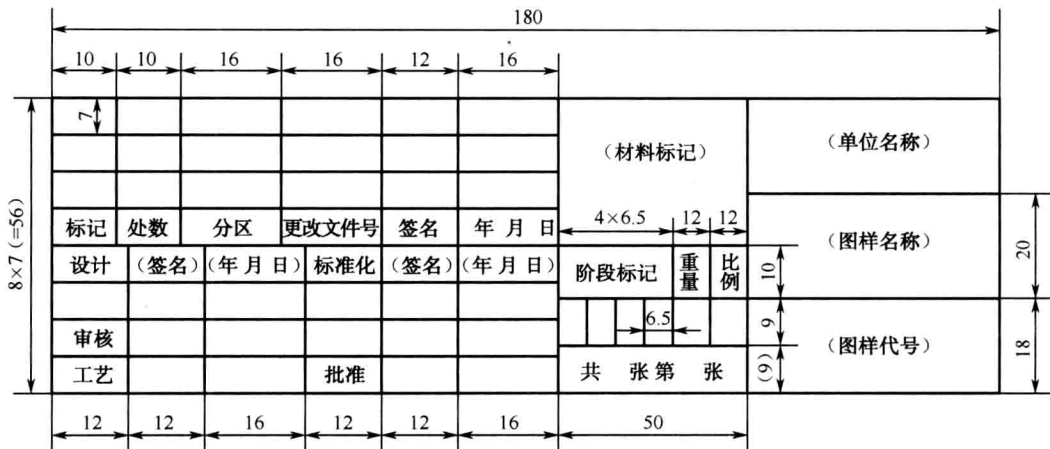 180
10 10 16 16 12 16
7
(材料标记) (单位名称)
标记 处数 分区 更改文件号 签名 年 月 日 4×6.5 12 12
8×7(=56)
设计 (签名) (年 月 日) 标准化 (签名) (年 月 日) 阶段标记 重量 比例 10 (图样名称) 20
6.5 9
审核 (图样代号) 18
工艺 批准 共 张 第 张 (9)
12 12 16 12 12 16 50